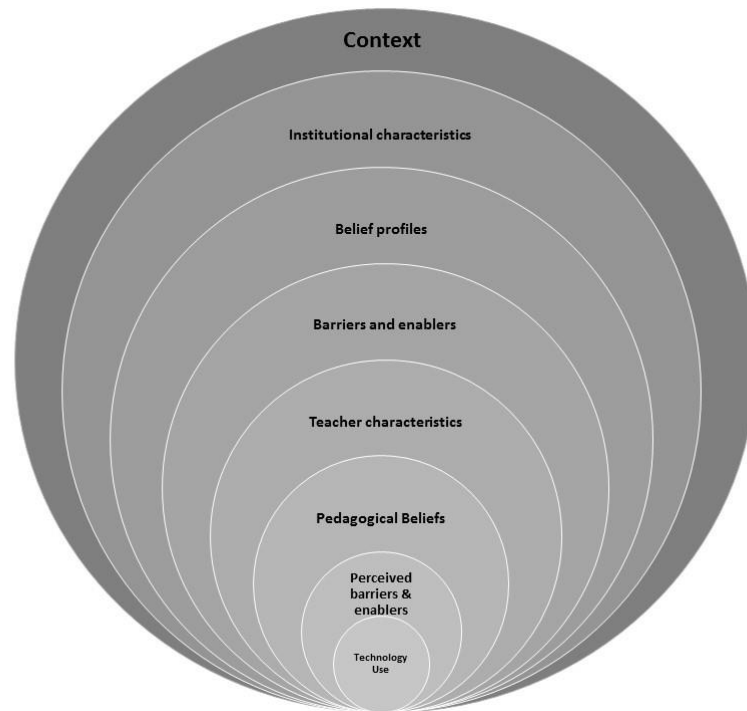 Context
Institutional characteristics
Belief profiles
Barriers and enablers
Teacher characteristics
Pedagogical Beliefs
Perceived
barriers &
enablers
Technology
Use